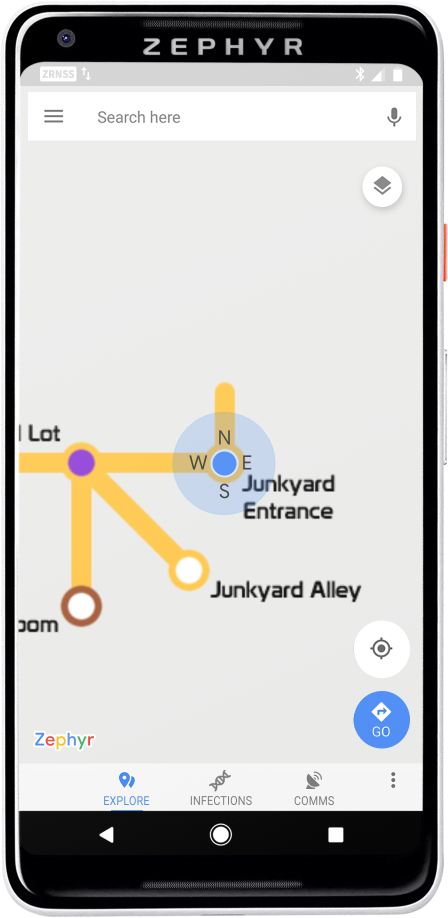 ZEPHYR
ZRNSS
Search here
Lot
N
W E
S
Junkyard
Entrance
Junkyard Alley
oom
GO
Zephyr
EXPLORE
INFECTIONS
COMMS